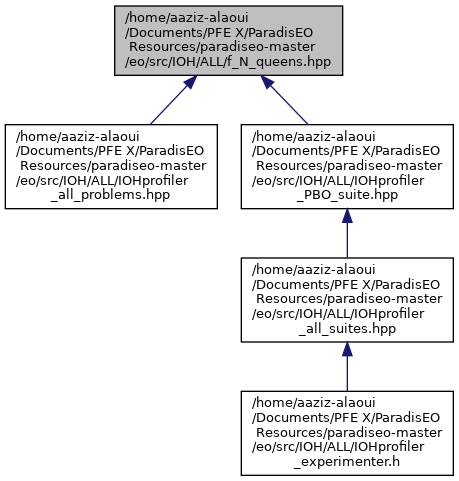 /home/aaziz-alaoui
/Documents/PFE X/ParadisEO
Resources/paradiseo-master
/eo/src/IOH/ALL/f_N_queens.hpp
/home/aaziz-alaoui
/Documents/PFE X/ParadisEO
Resources/paradiseo-master
/eo/src/IOH/ALL/IOHprofiler
_all_problems.hpp
/home/aaziz-alaoui
/Documents/PFE X/ParadisEO
Resources/paradiseo-master
/eo/src/IOH/ALL/IOHprofiler
_PBO_suite.hpp
/home/aaziz-alaoui
/Documents/PFE X/ParadisEO
Resources/paradiseo-master
/eo/src/IOH/ALL/IOHprofiler
_all_suites.hpp
/home/aaziz-alaoui
/Documents/PFE X/ParadisEO
Resources/paradiseo-master
/eo/src/IOH/ALL/IOHprofiler
_experimenter.h